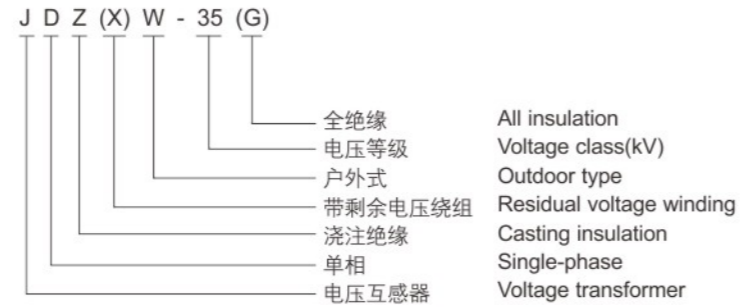 J D Z (X) W - 35 (G)
全绝缘 All insulation
电压等级 Voltage class(kV)
户外式 Outdoor type
带剩余电压绕组 Residual voltage winding
浇注绝缘 Casting insulation
单相 Single-phase
电压互感器 Voltage transformer